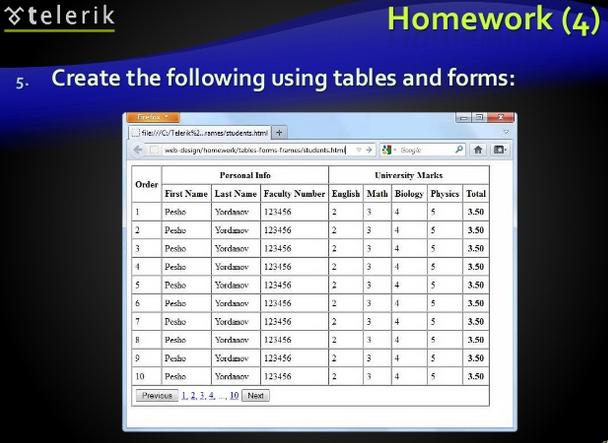 telerik
Homework (4)
5. Create the following using tables and forms:
Firefox
file:///C:/Telerik%2...rames/students.html +
web-design/homework/tables-forms-frames/students.html Google
Order Personal Info University Marks
First Name Last Name Faculty Number English Math Biology Physics Total
1 Pesho Yordanov 123456 2 3 4 5 3.50
2 Pesho Yordanov 123456 2 3 4 5 3.50
3 Pesho Yordanov 123456 2 3 4 5 3.50
4 Pesho Yordanov 123456 2 3 4 5 3.50
5 Pesho Yordanov 123456 2 3 4 5 3.50
6 Pesho Yordanov 123456 2 3 4 5 3.50
7 Pesho Yordanov 123456 2 3 4 5 3.50
8 Pesho Yordanov 123456 2 3 4 5 3.50
9 Pesho Yordanov 123456 2 3 4 5 3.50
10 Pesho Yordanov 123456 2 3 4 5 3.50
Previous 1, 2, 3, 4, ..., 10 Next